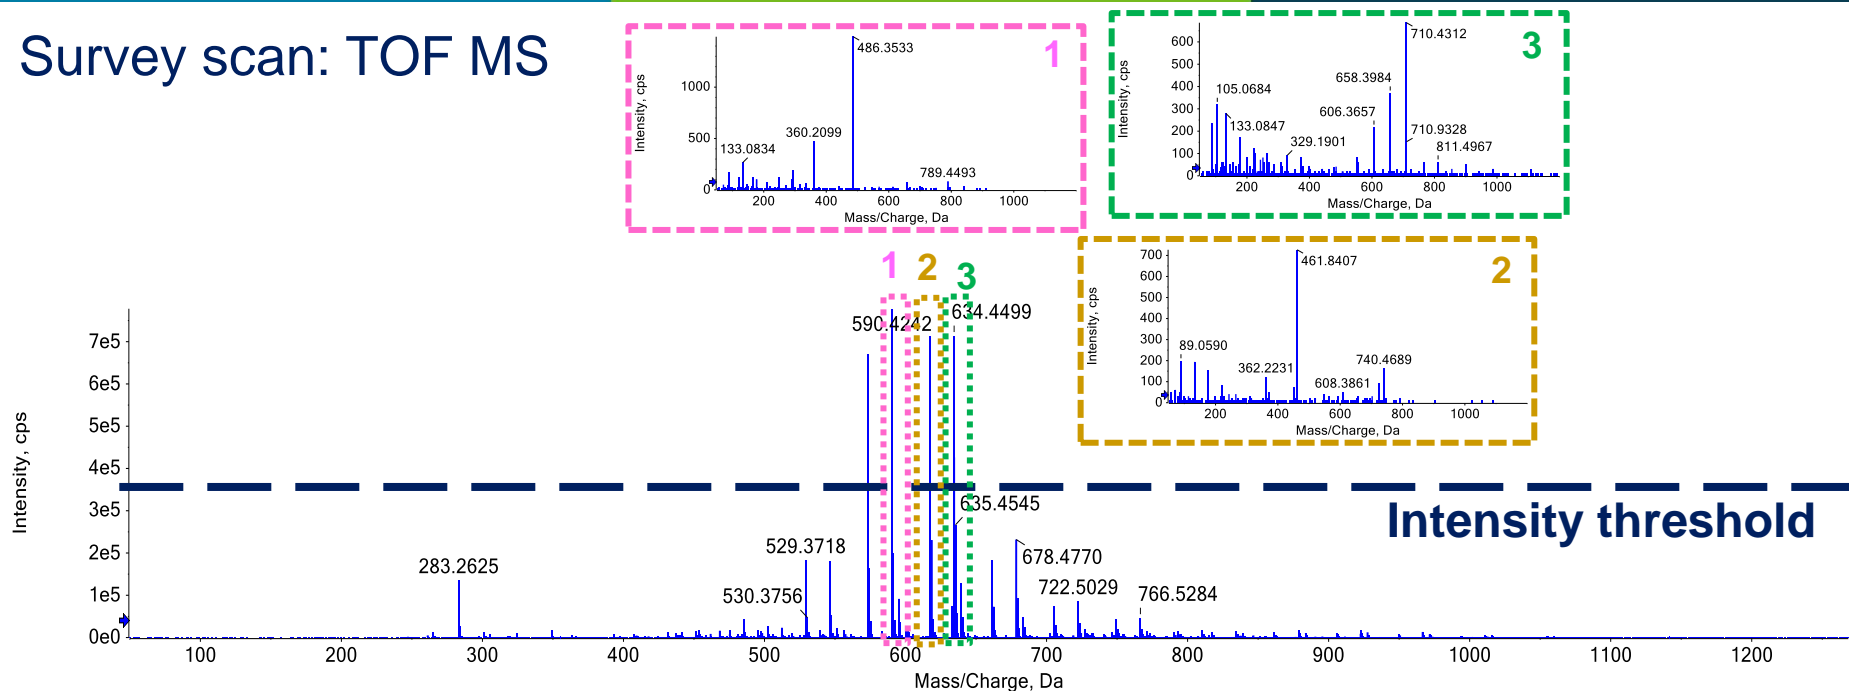 Survey scan: TOF MS
1
Intensity, cps
1000
500
0
486.3533
360.2099
133.0834
789.4493
200 400 600 800 1000
Mass/Charge, Da
3
Intensity, cps
600
500
400
300
200
100
0
710.4312
658.3984
105.0684
606.3657
133.0847
710.9328
329.1901
811.4967
200 400 600 800 1000
Mass/Charge, Da
2
Intensity, cps
700
600
500
400
300
200
100
0
461.8407
89.0590
362.2231
740.4689
608.3861
200 400 600 800 1000
Mass/Charge, Da
1 2 3
Intensity, cps
7e5
6e5
5e5
4e5
3e5
2e5
1e5
0e0
590.4242
634.4499
Intensity threshold
635.4545
529.3718
283.2625
678.4770
530.3756
722.5029
766.5284
100 200 300 400 500 600 700 800 900 1000 1100 1200
Mass/Charge, Da